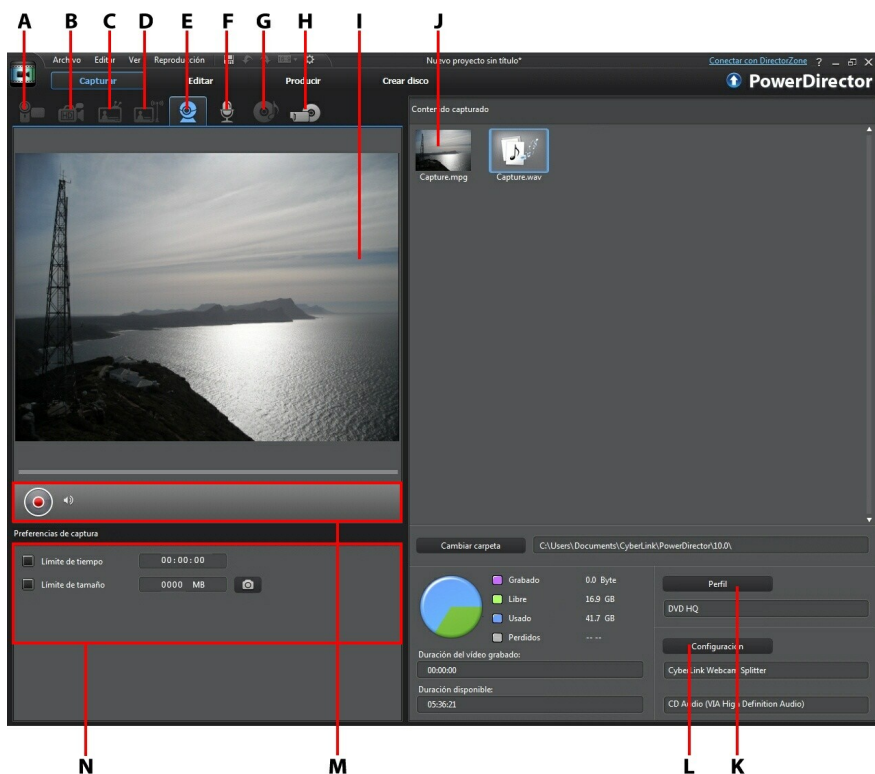 A B C D E F G H I J
Archivo Editar Ver Reproducción
Nuevo proyecto sin título*
Conectar con DirectorZone ?
Capturar Editar Producir Crear disco
PowerDirector
HD
Contenido capturado
Capture.mpg Capture.wav
Preferencias de captura
Límite de tiempo 00:00:00
Límite de tamaño 0000 MB
Cambiar carpeta C:\Users\Documents\CyberLink\PowerDirector\10.0\
Grabado 0.0 Byte
Libre 16.9 GB
Usado 41.7 GB
Perdidos -- --
Duración del vídeo grabado:
00:00:00
Duración disponible:
05:36:21
Perfil
DVD HQ
Configuración
CyberLink Webcam Splitter
CD Audio (VIA High Definition Audio)
N M L K